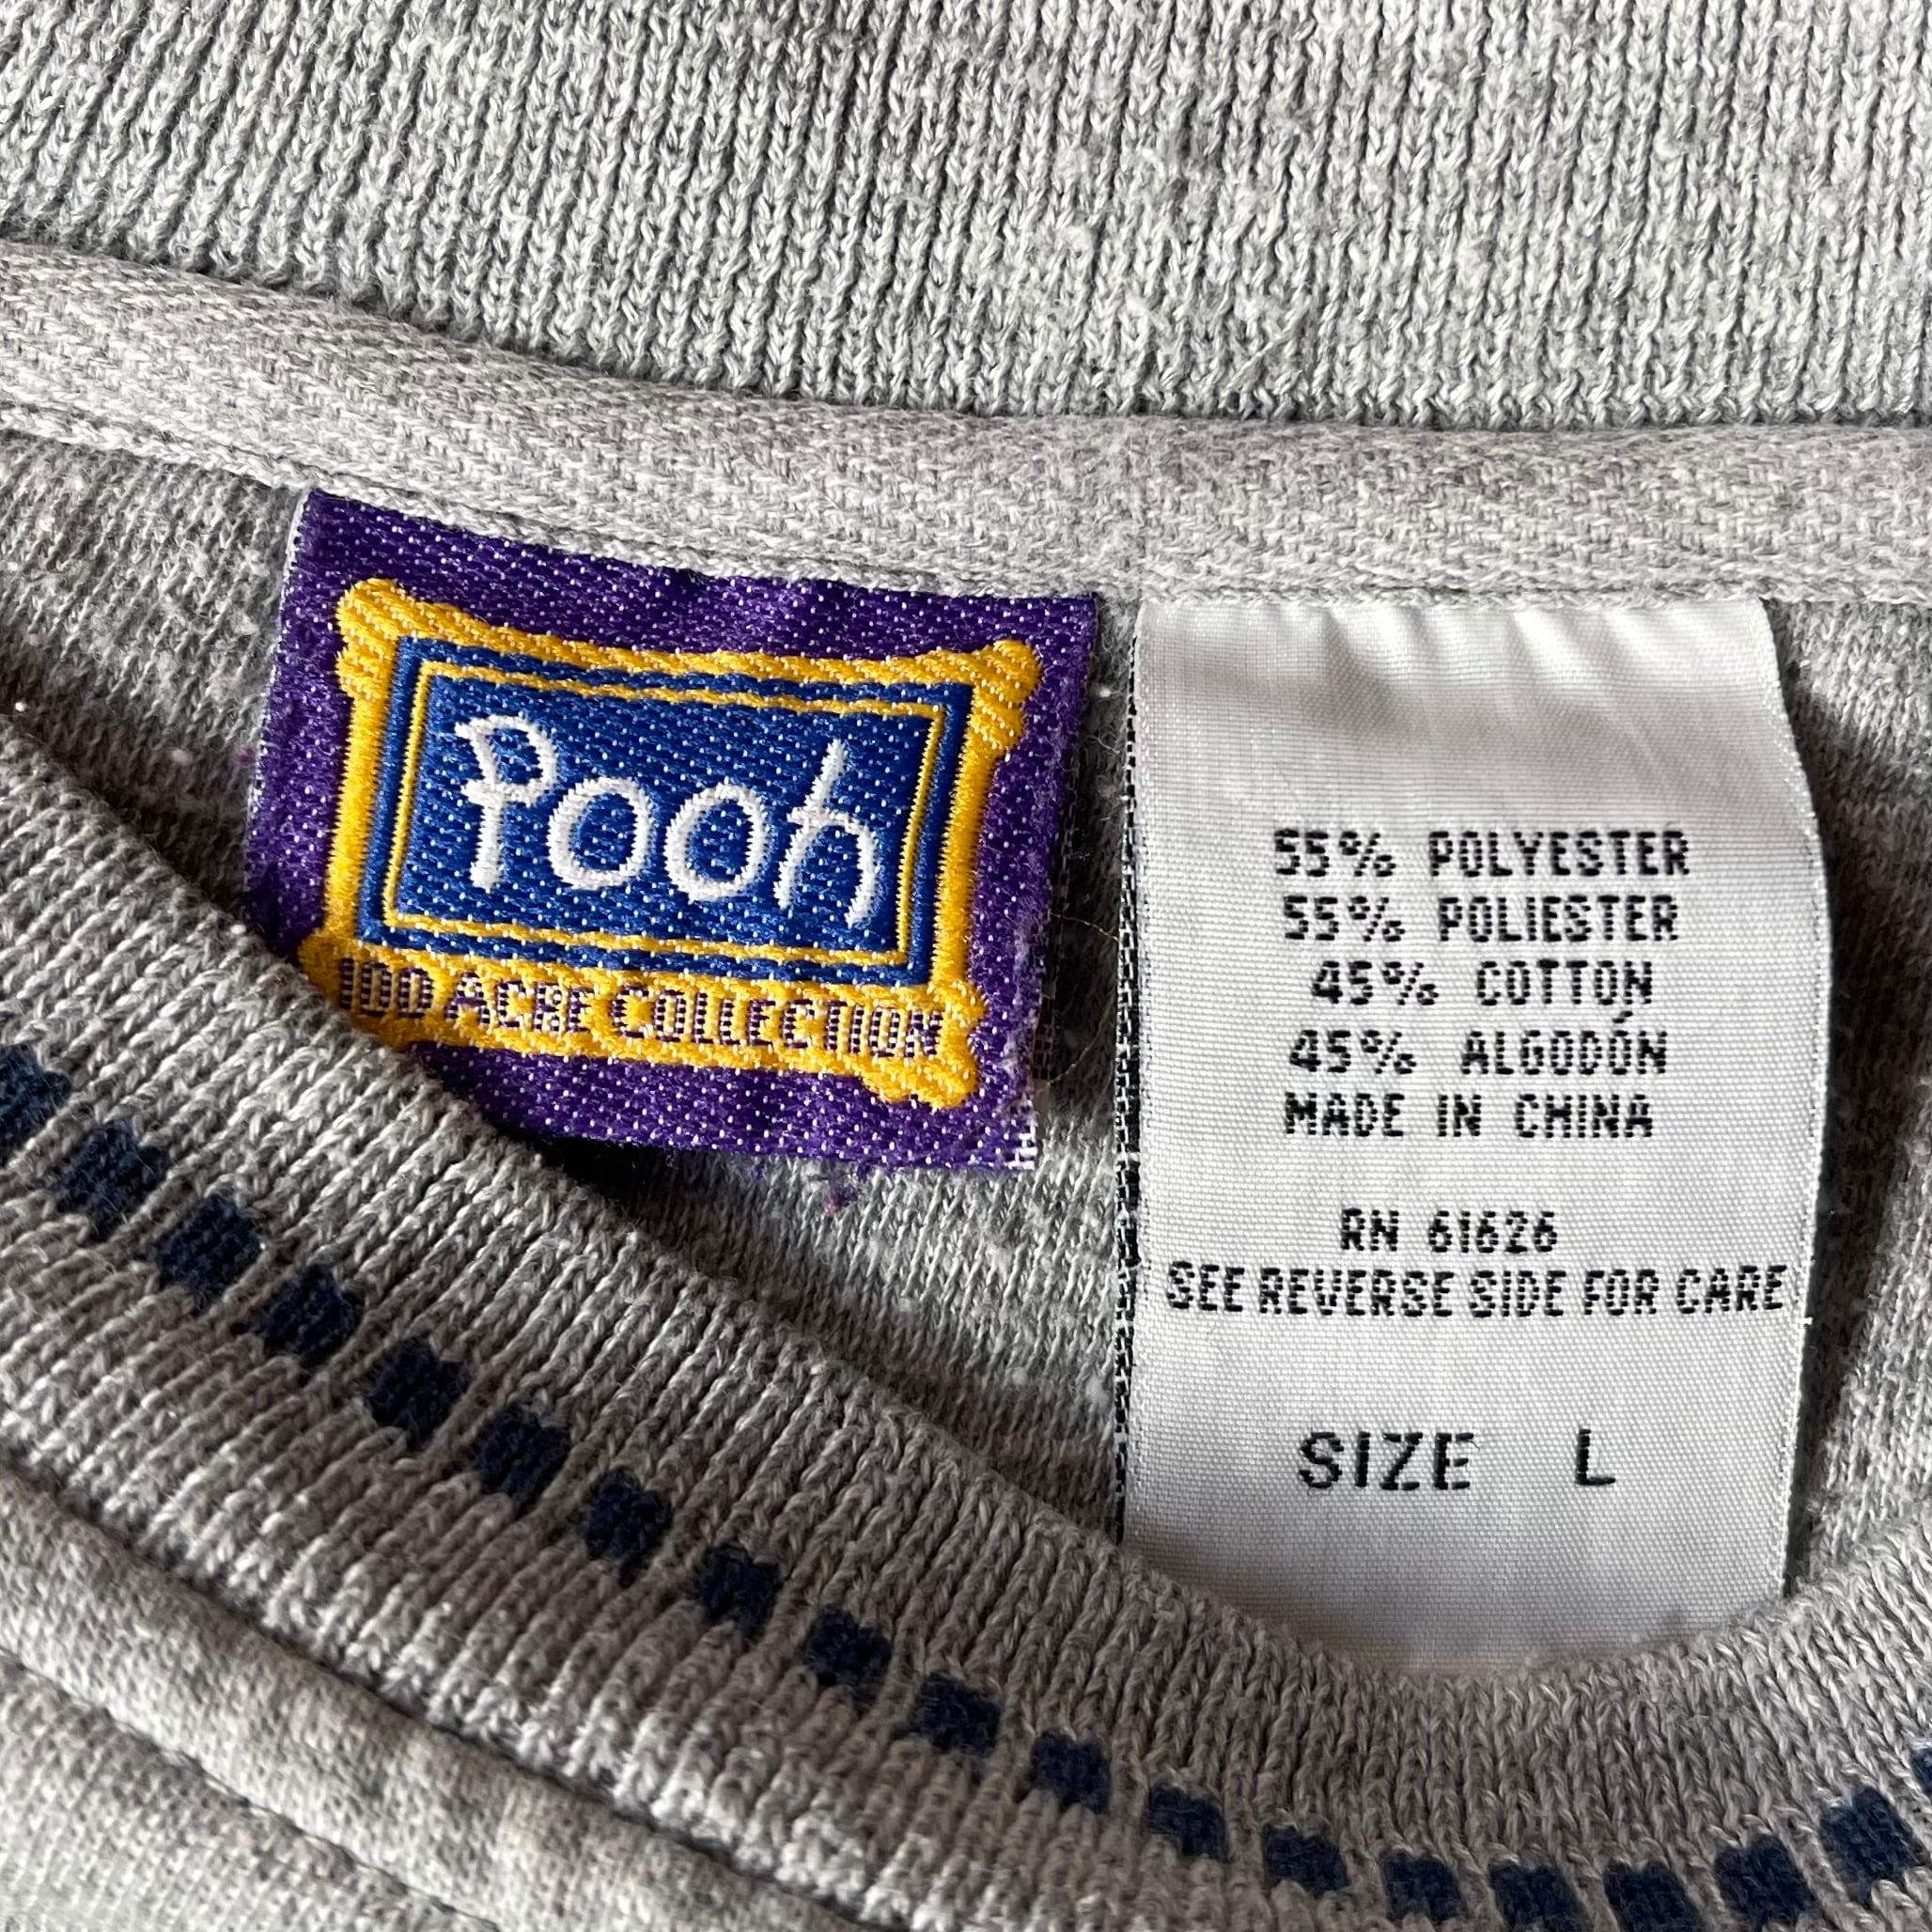 Pooh
100 ACRE COLLECTION
55% POLYESTER
55% POLIESTER
45% COTTON
45% ALGODÓN
MADE IN CHINA
RN 61626
SEE REVERSE SIDE FOR CARE
SIZE L